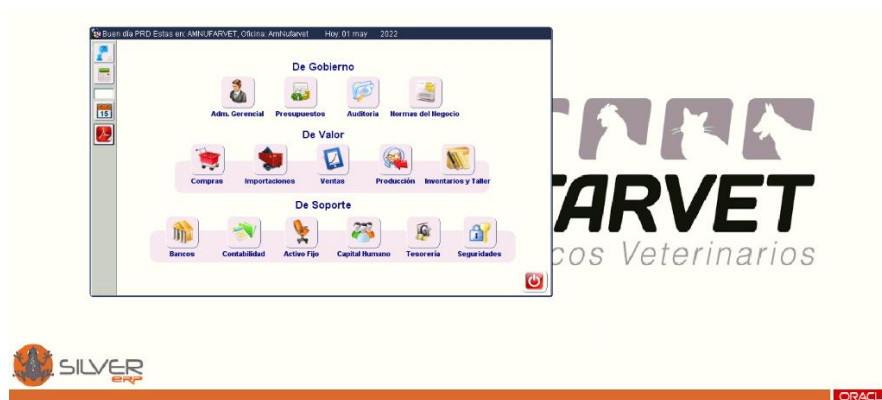 Buen día PRD Estas en: AMNUFARVET, Oficina: AmNufarvet Hoy: 01 may 2022
De Gobierno
Adm. Gerencial Presupuestos Auditoria Normas del Negocio
De Valor
Compras Importaciones Ventas Producción Inventarios y Taller
De Soporte
Bancos Contabilidad Activo Fijo Capital Humano Tesorería Seguridades
15
FARVET
cos Veterinarios
SILVER
ERP
ORACL